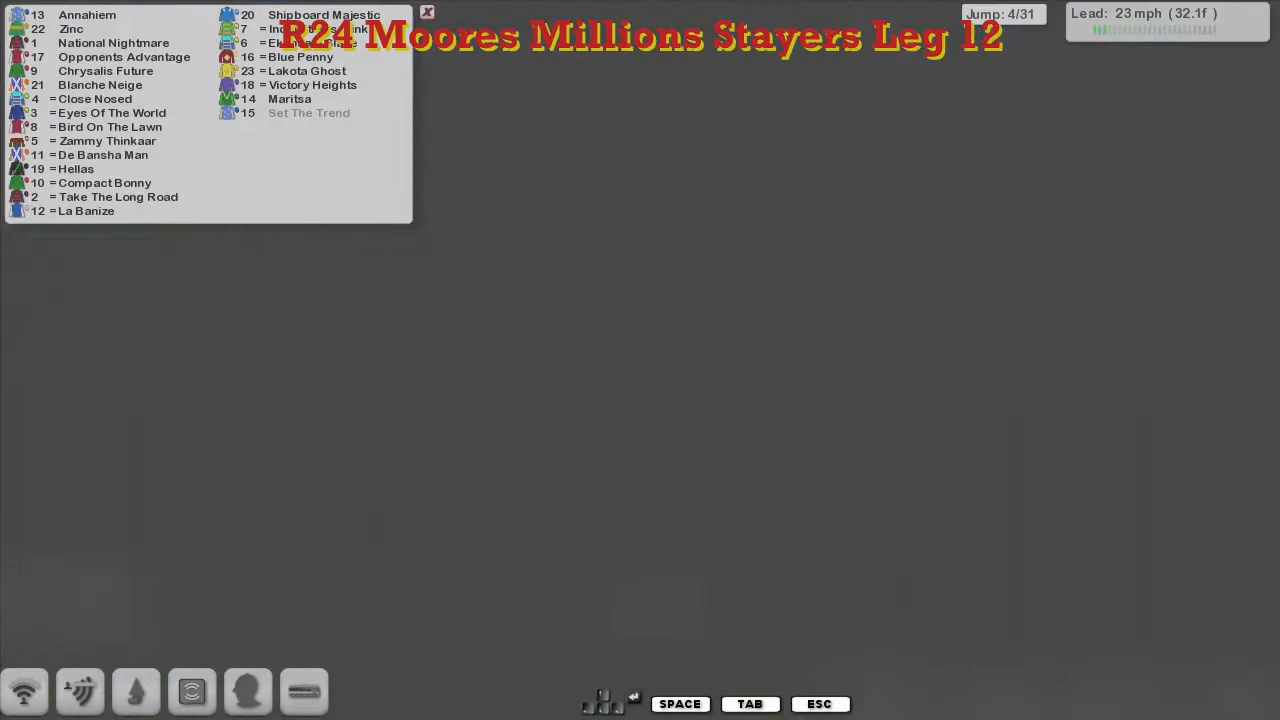 13 Annahiem
22 Zinc
1 National Nightmare
17 Opponents Advantage
9 Chrysalis Future
21 Blanche Neige
4 =Close Nosed
3 =Eyes Of The World
8 =Bird On The Lawn
5 =Zammy Thinkaar
11 =De Bansha Man
19 =Hellas
10 =Compact Bonny
2 =Take The Long Road
12 =La Banize
20 Shipboard Majestic
7 =
6 =
16 =Blue Penny
23 =Lakota Ghost
18 =Victory Heights
14 Maritsa
15 Set The Trend
X
R24 Moores Millions Stayers Leg 12
Jump: 4/31
Lead: 23 mph (32.1f )
SPACE TAB ESC